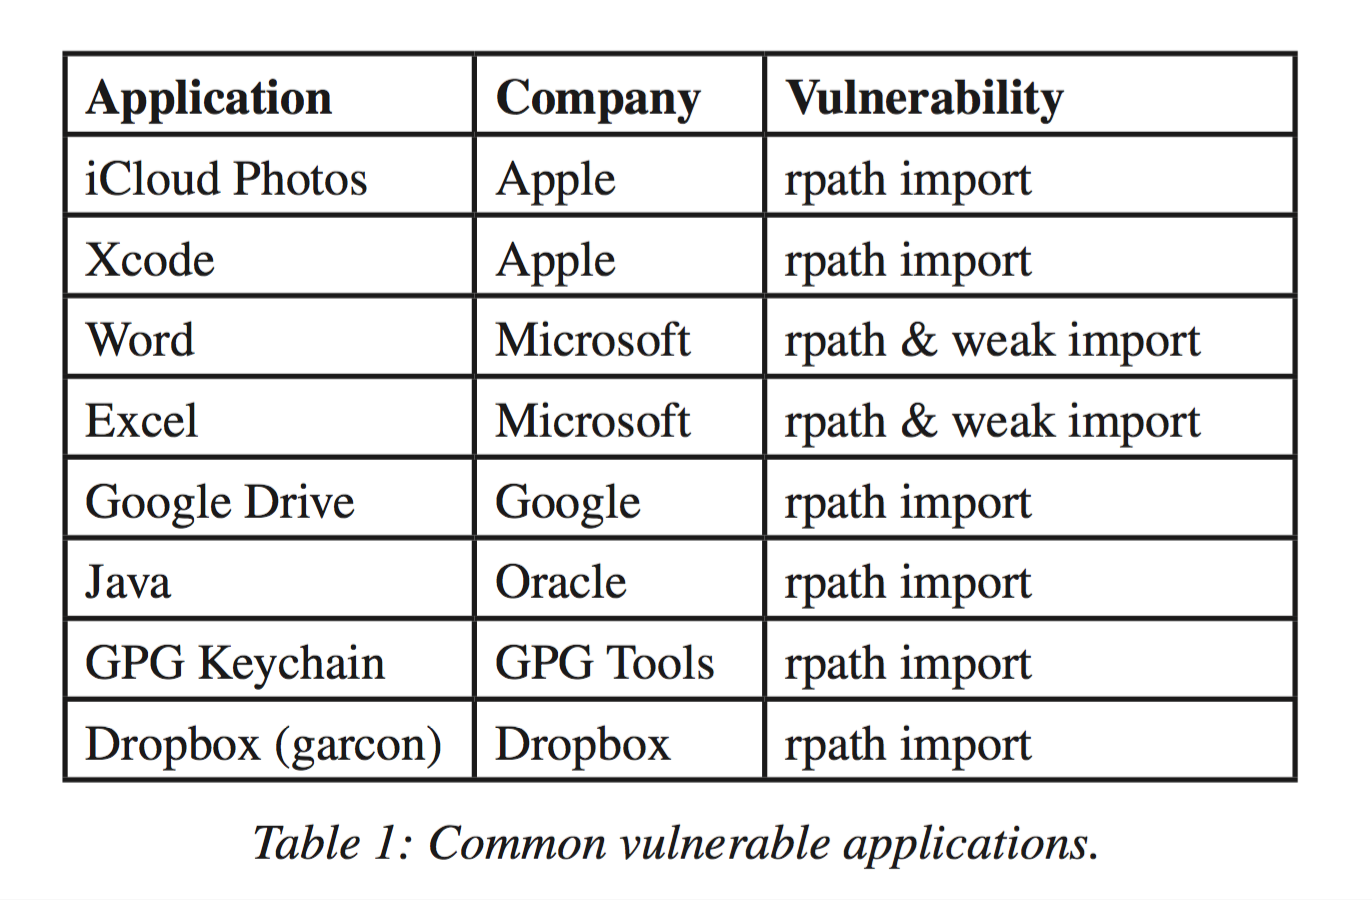 Application Company Vulnerability
iCloud Photos Apple rpath import
Xcode Apple rpath import
Word Microsoft rpath & weak import
Excel Microsoft rpath & weak import
Google Drive Google rpath import
Java Oracle rpath import
GPG Keychain GPG Tools rpath import
Dropbox (garcon) Dropbox rpath import
Table 1: Common vulnerable applications.